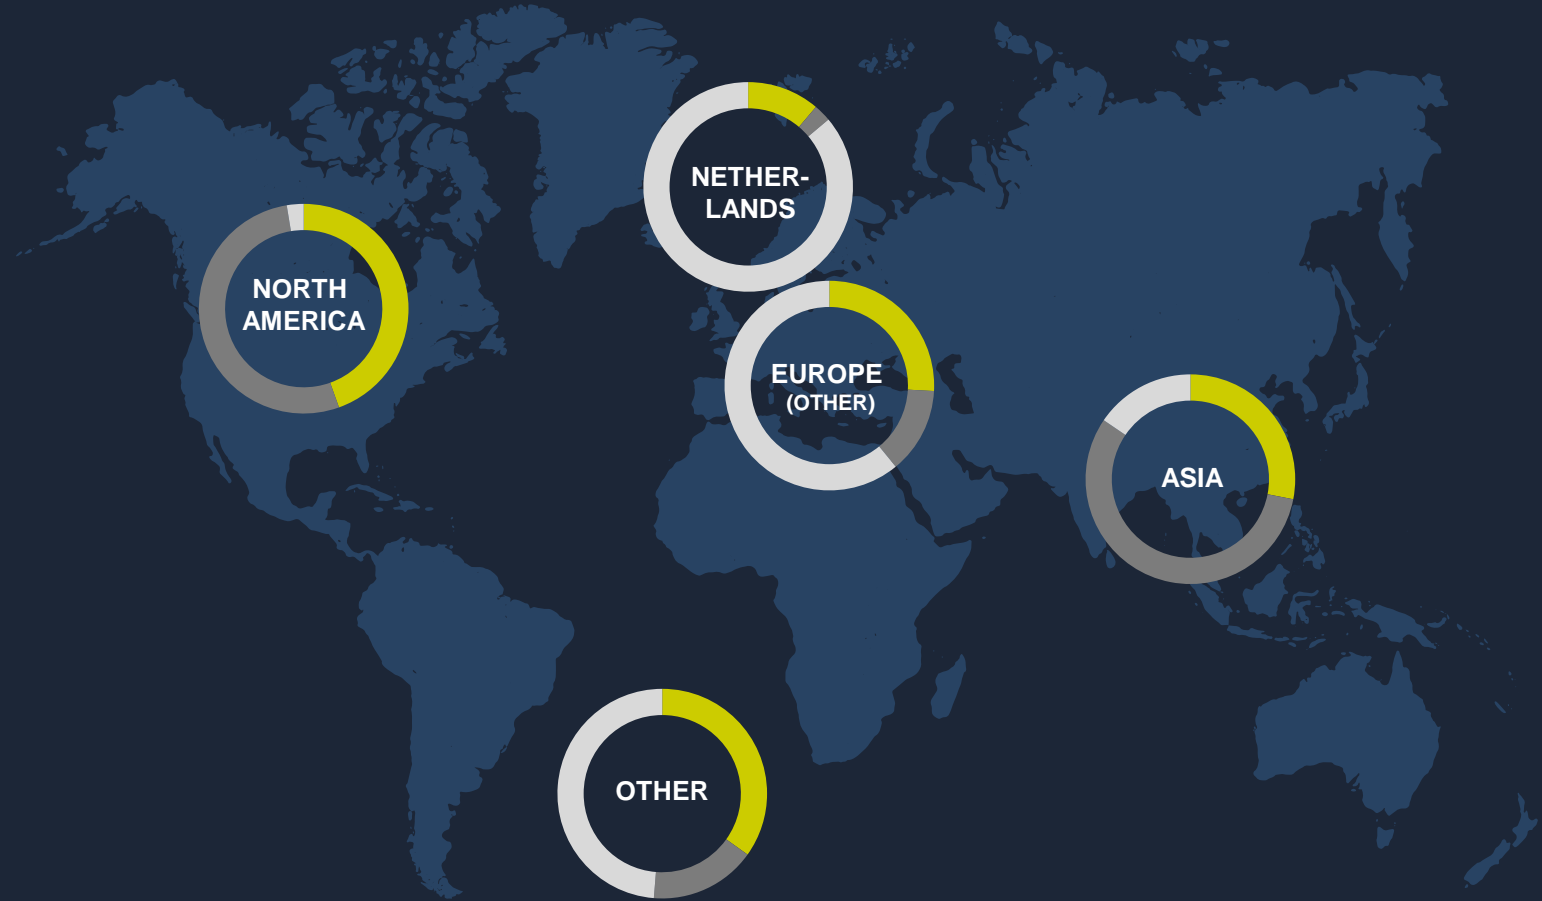 NETHER-
LANDS
NORTH
AMERICA
EUROPE
(OTHER)
ASIA
OTHER